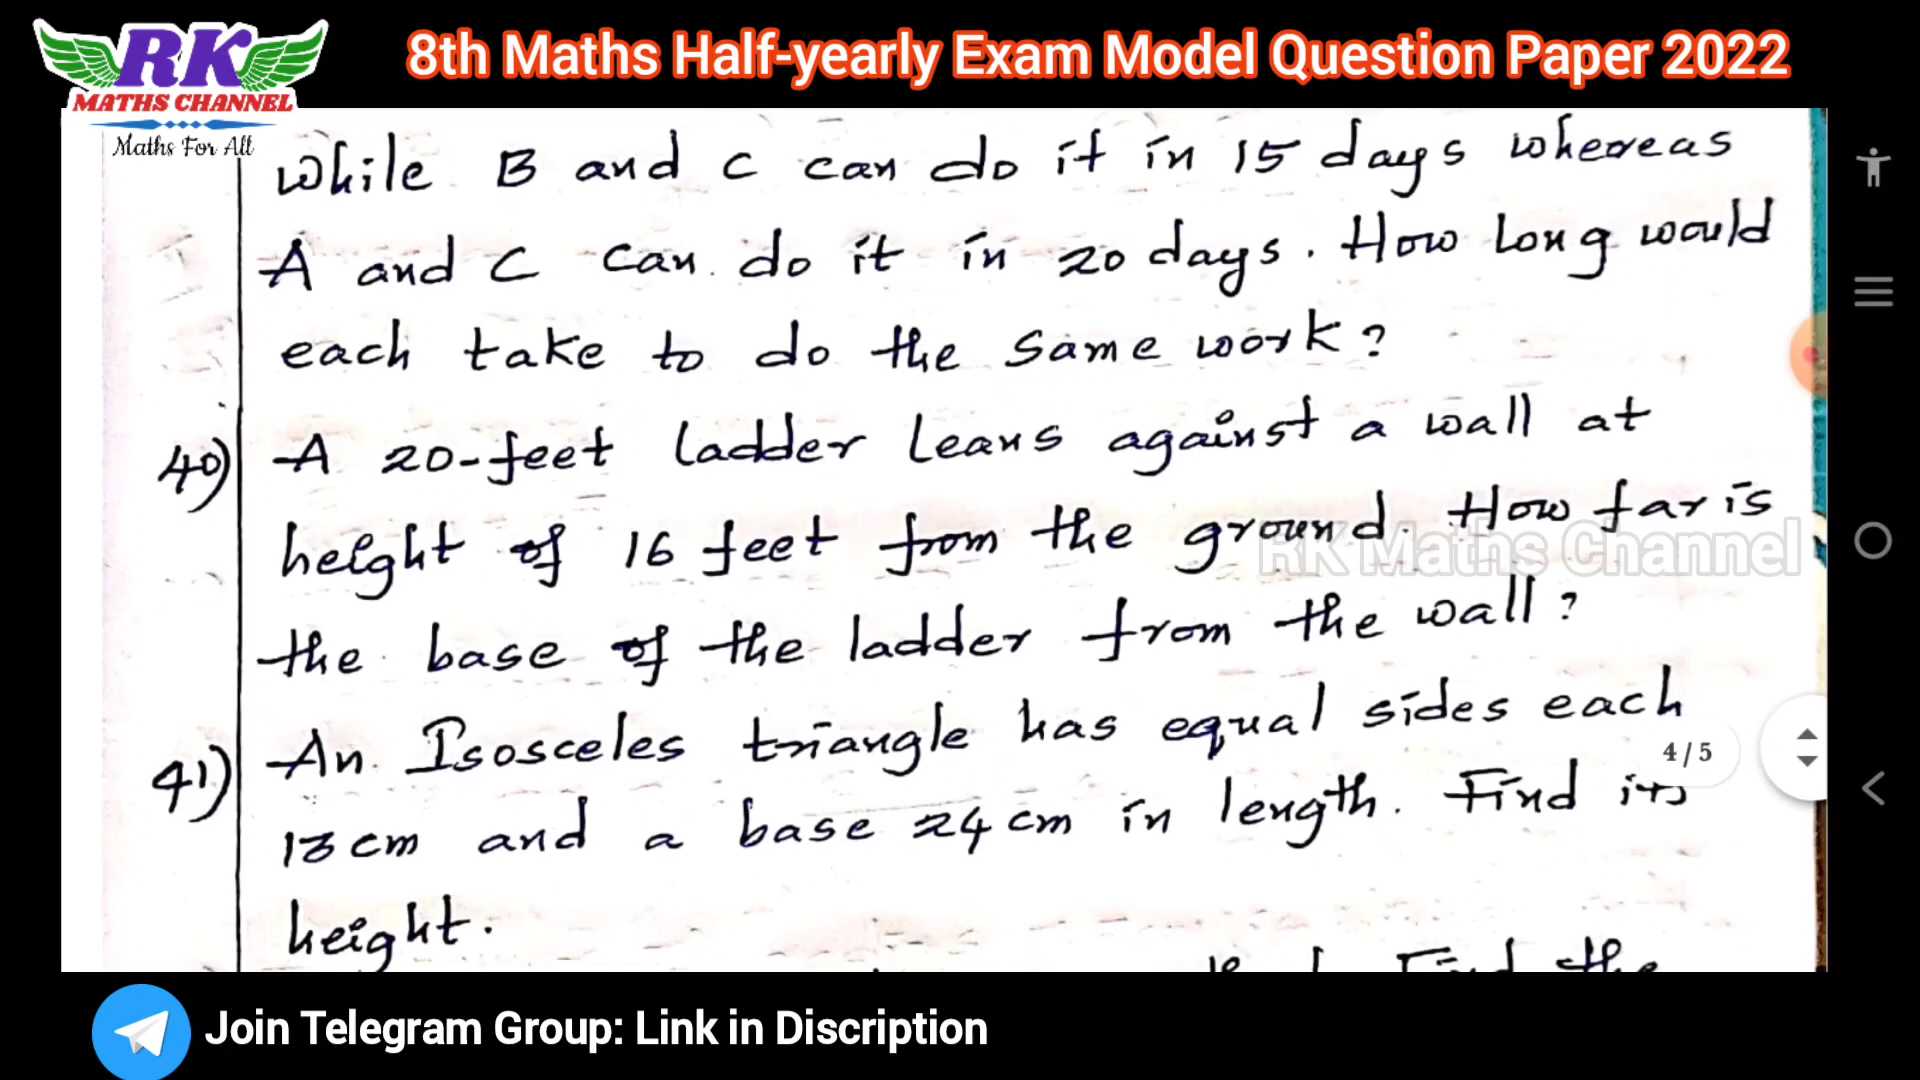 RK
MATHS CHANNEL
Maths For All
8th Maths Half-yearly Exam Model Question Paper 2022
while B and C can do it in 15 days whereas
A and C can do it in 20 days. How long would
each take to do the same work?
40) A 20-feet ladder leans against a wall at
height of 16 feet from the ground. How far is
RK Maths Channel
the base of the ladder from the wall?
41) An Isosceles triangle has equal sides each
4/5
13 cm and a base 24 cm in length. Find its
height.
Find the
Join Telegram Group: Link in Discription